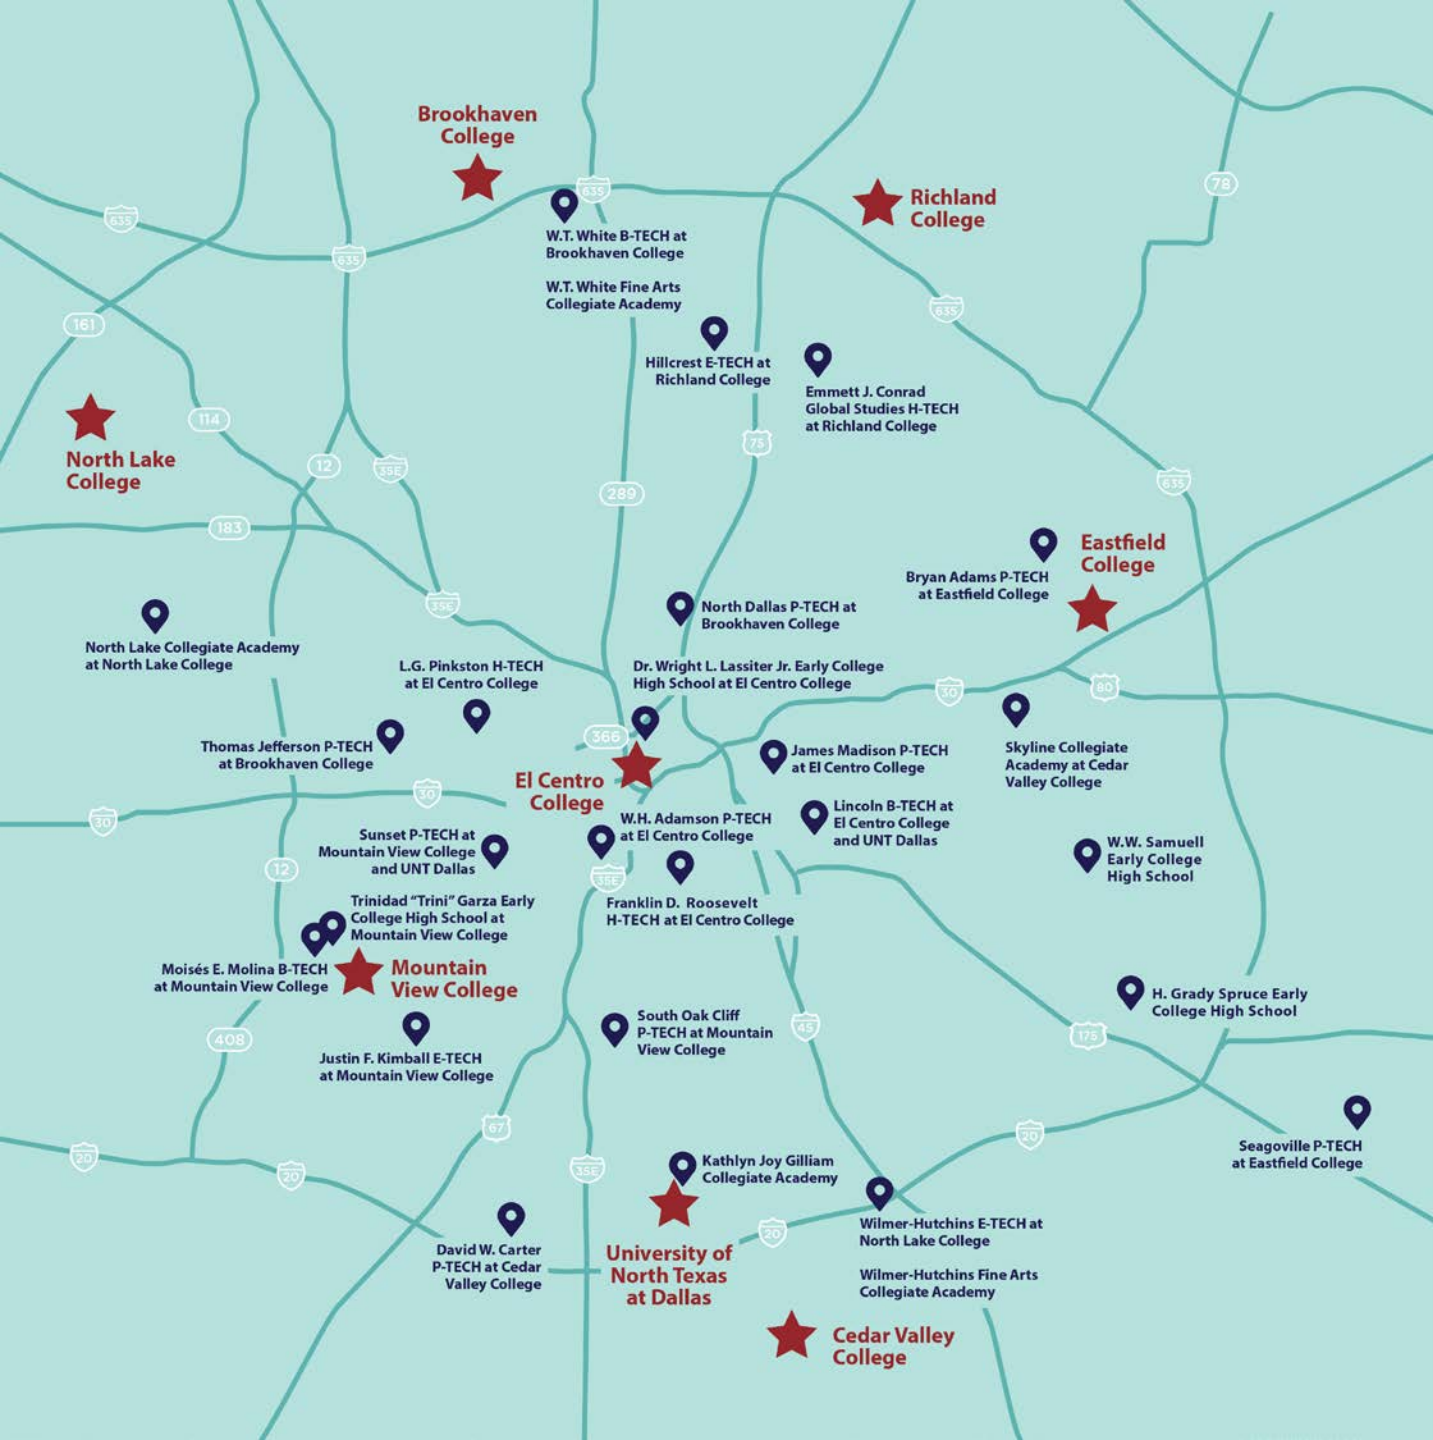 Brookhaven
College
635
W.T. White B-TECH at
Brookhaven College
W.T. White Fine Arts
Collegiate Academy
Richland
College
78
635
635
635
161
Hillcrest E-TECH at
Richland College
Emmett J. Conrad
Global Studies H-TECH
at Richland College
114
75
North Lake
College
12
35E
289
635
183
Bryan Adams P-TECH
at Eastfield College
Eastfield
College
35E
North Dallas P-TECH at
Brookhaven College
North Lake Collegiate Academy
at North Lake College
L.G. Pinkston H-TECH
at El Centro College
Dr. Wright L. Lassiter Jr. Early College
High School at El Centro College
30
80
366
Thomas Jefferson P-TECH
at Brookhaven College
James Madison P-TECH
at El Centro College
Skyline Collegiate
Academy at Cedar
Valley College
El Centro
College
30
30
W.H. Adamson P-TECH
at El Centro College
Lincoln B-TECH at
El Centro College
and UNT Dallas
Sunset P-TECH at
Mountain View College
and UNT Dallas
W.W. Samuell
Early College
High School
12
35E
Trinidad “Trini” Garza Early
College High School at
Mountain View College
Franklin D. Roosevelt
H-TECH at El Centro College
Moisés E. Molina B-TECH
at Mountain View College
Mountain
View College
H. Grady Spruce Early
College High School
408
South Oak Cliff
P-TECH at Mountain
View College
45
175
Justin F. Kimball E-TECH
at Mountain View College
67
20
20
20
35E
Seagoville P-TECH
at Eastfield College
Kathlyn Joy Gilliam
Collegiate Academy
David W. Carter
P-TECH at Cedar
Valley College
University of
North Texas
at Dallas
20
Wilmer-Hutchins E-TECH at
North Lake College
Wilmer-Hutchins Fine Arts
Collegiate Academy
Cedar Valley
College